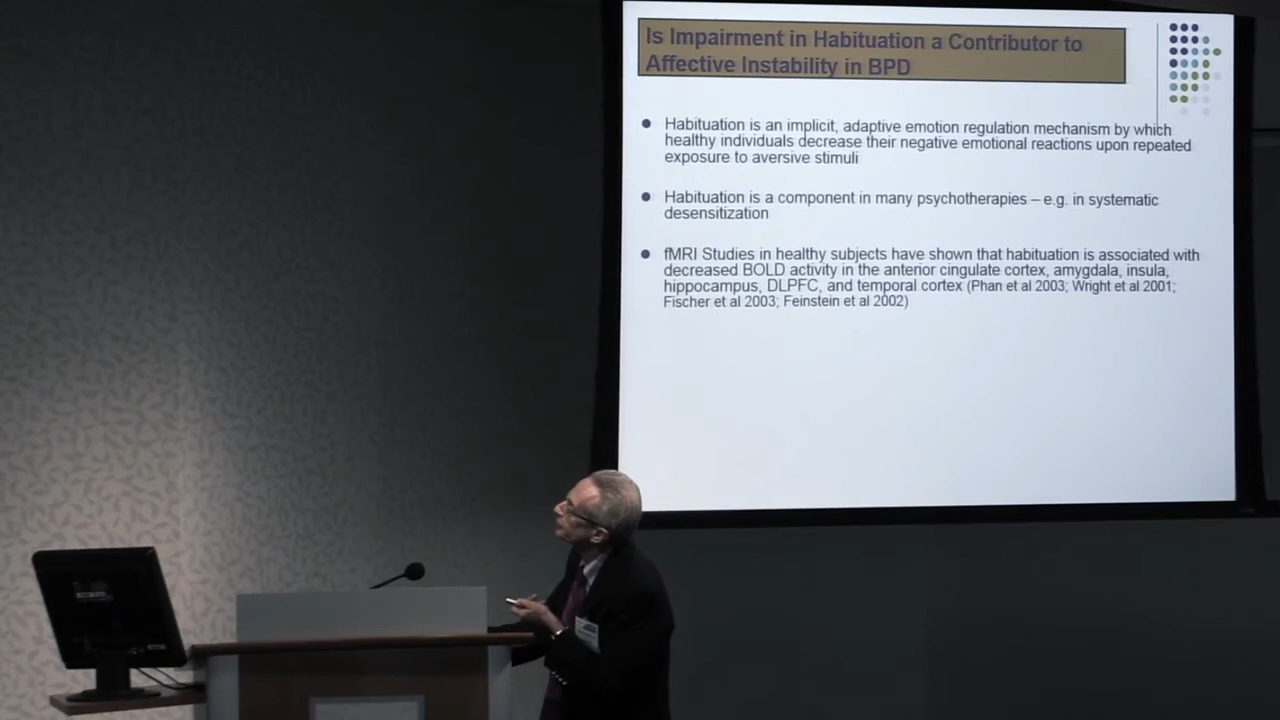 Is Impairment in Habituation a Contributor to
Affective Instability in BPD
Habituation is an implicit, adaptive emotion regulation mechanism by which
healthy individuals decrease their negative emotional reactions upon repeated
exposure to aversive stimuli
Habituation is a component in many psychotherapies – e.g. in systematic
desensitization
fMRI Studies in healthy subjects have shown that habituation is associated with
decreased BOLD activity in the anterior cingulate cortex, amygdala, insula,
hippocampus, DLPFC, and temporal cortex (Phan et al 2003; Wright et al 2001;
Fischer et al 2003; Feinstein et al 2002)